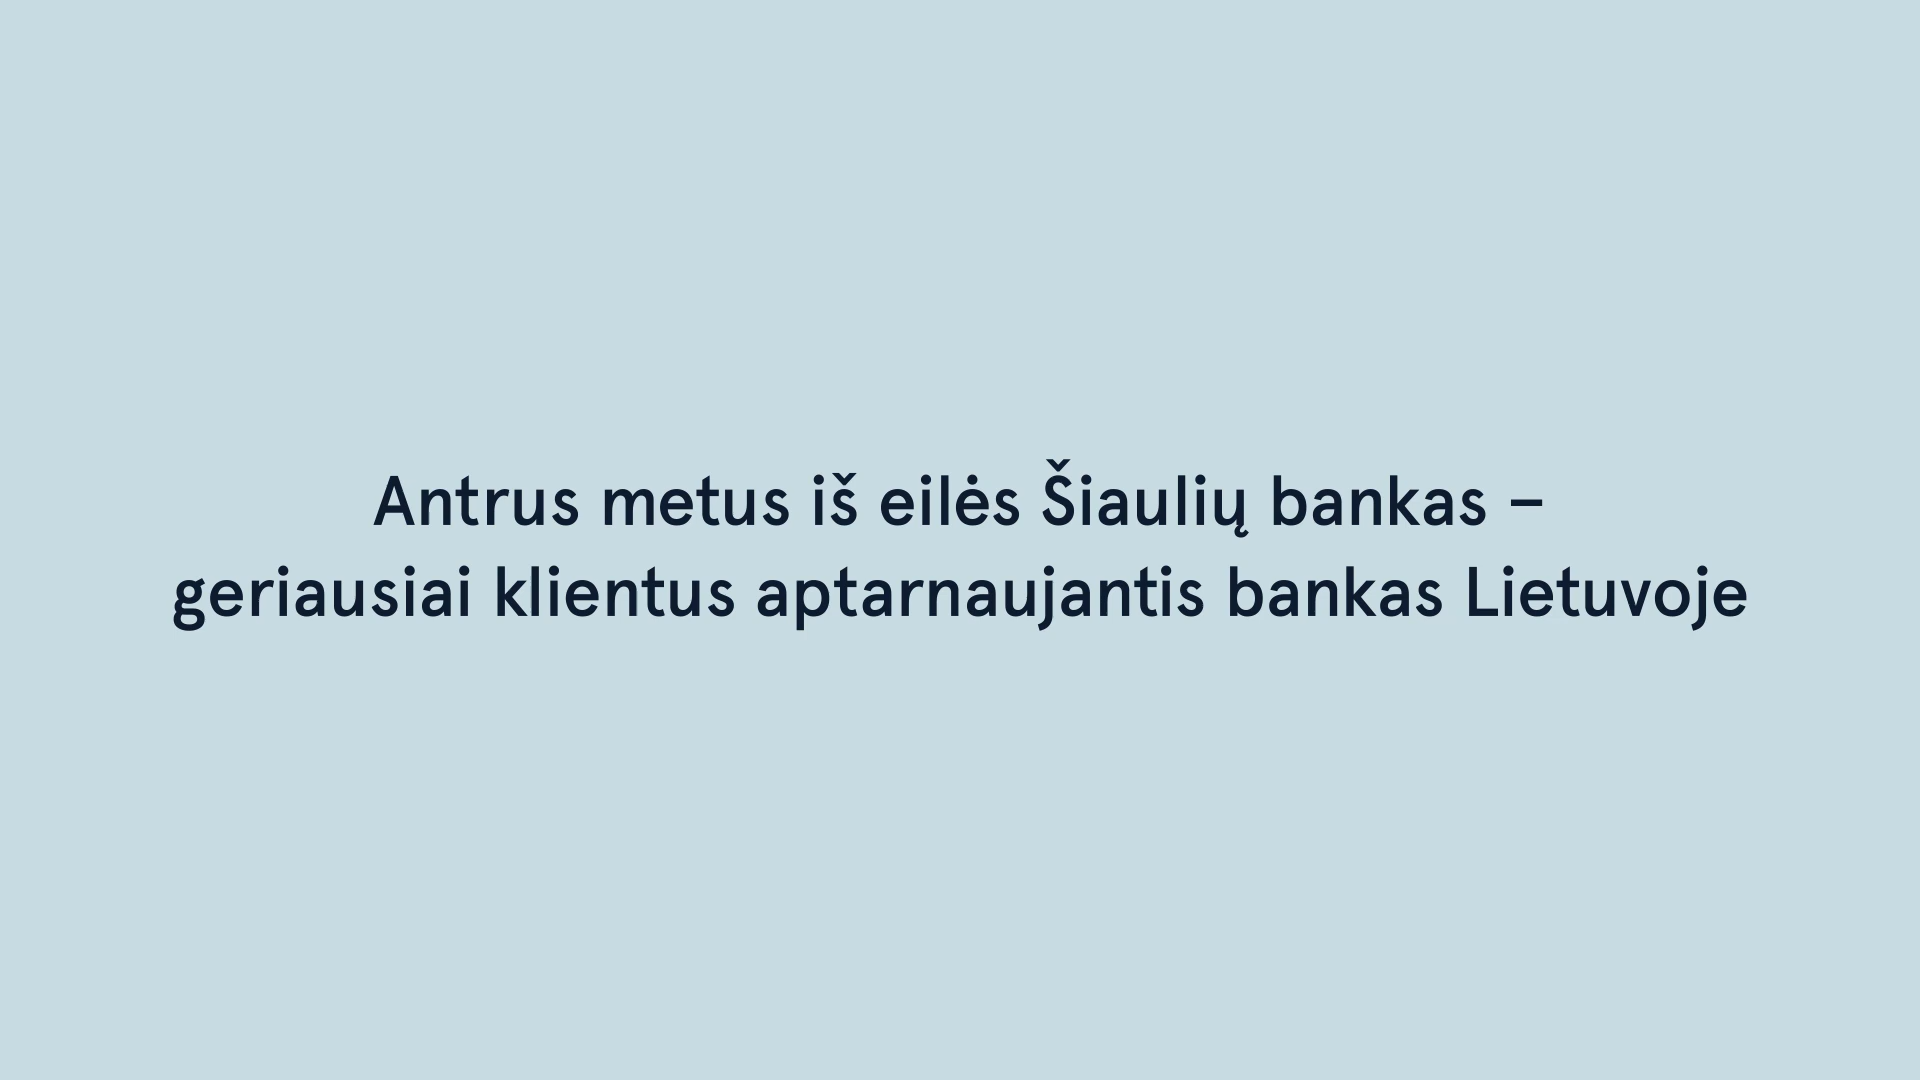 Antrus metus iš eilės Šiaulių bankas –
geriausiai klientus aptarnaujantis bankas Lietuvoje